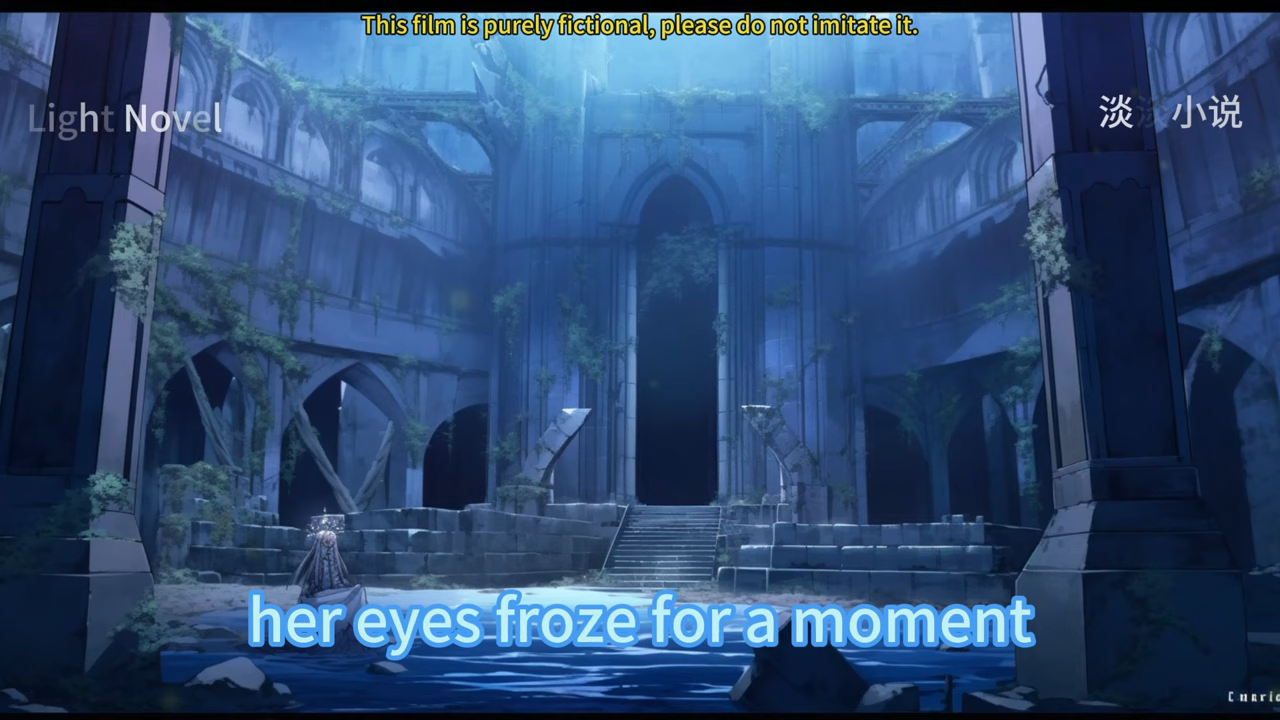 This film is purely fictional, please do not imitate it.
Light Novel
淡淡小说
her eyes froze for a moment